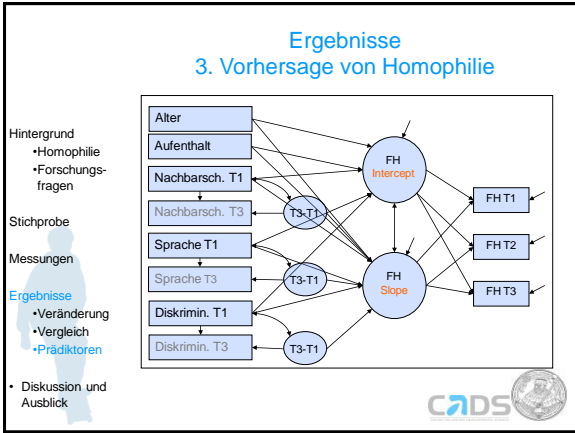 Ergebnisse
3. Vorhersage von Homophilie
Hintergrund
•Homophilie
•Forschungs-
fragen
Stichprobe
Messungen
Ergebnisse
•Veränderung
•Vergleich
•Prädiktoren
• Diskussion und
Ausblick
Alter
Aufenthalt
Nachbarsch. T1
Nachbarsch. T3
T3-T1
Sprache T1
Sprache T3
T3-T1
Diskrimin. T1
Diskrimin. T3
T3-T1
FH
Intercept
FH
Slope
FH T1
FH T2
FH T3
CADS